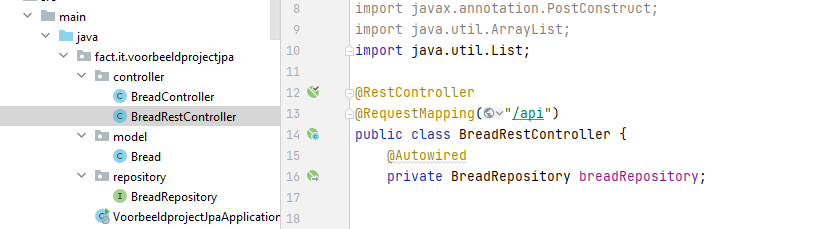 main
java
fact.it.voorbeeldprojectjpa
controller
BreadController
BreadRestController
model
Bread
repository
BreadRepository
VoorbeeldprojectJpaApplication
8 import javax.annotation.PostConstruct;
9 import java.util.ArrayList;
10 import java.util.List;
11
12 @RestController
13 @RequestMapping("/api")
14 public class BreadRestController {
15 @Autowired
16 private BreadRepository breadRepository;
17
18